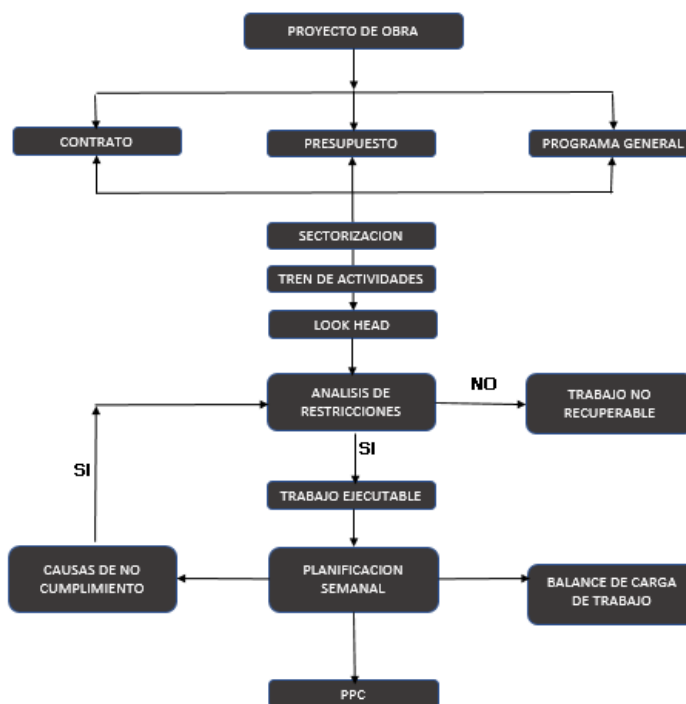 PROYECTO DE OBRA
CONTRATO
PRESUPUESTO
PROGRAMA GENERAL
SECTORIZACION
TREN DE ACTIVIDADES
LOOK HEAD
ANALISIS DE
RESTRICCIONES
NO
TRABAJO NO
RECUPERABLE
SI
SI
TRABAJO EJECUTABLE
CAUSAS DE NO
CUMPLIMIENTO
PLANIFICACION
SEMANAL
BALANCE DE CARGA
DE TRABAJO
PPC